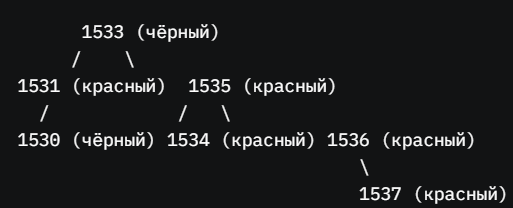 1533 (чёрный)
/ \
1531 (красный) 1535 (красный)
/ / \
1530 (чёрный) 1534 (красный) 1536 (красный)
\
1537 (красный)